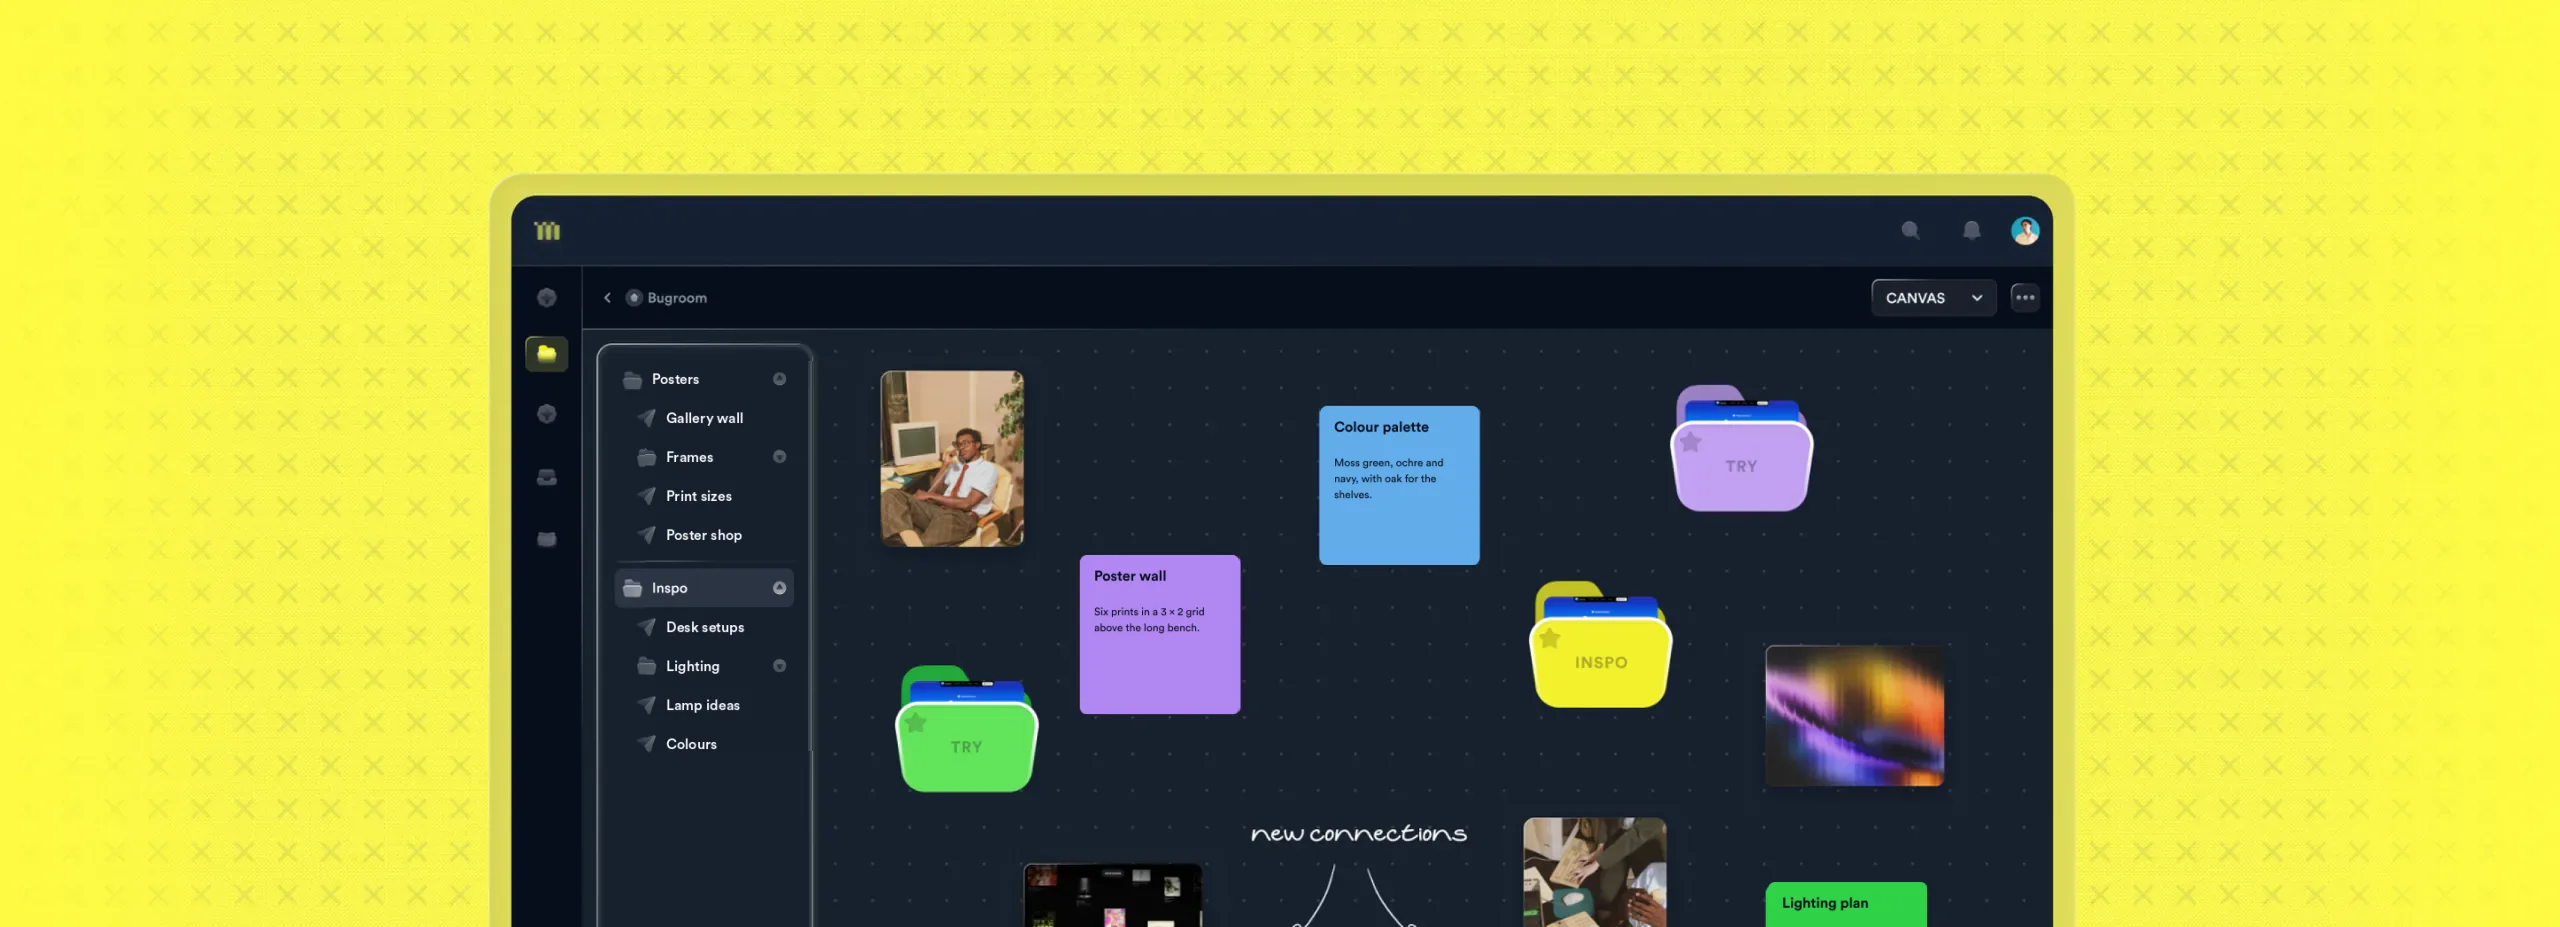 Bugroom
CANVAS
Posters
Gallery wall
Frames
Print sizes
Poster shop
Inspo
Desk setups
Lighting
Lamp ideas
Colours
Colour palette
Moss green, ochre and
navy, with oak for the
shelves.
TRY
Poster wall
Six prints in a 3 × 2 grid
above the long bench.
INSPO
TRY
new connections
Lighting plan